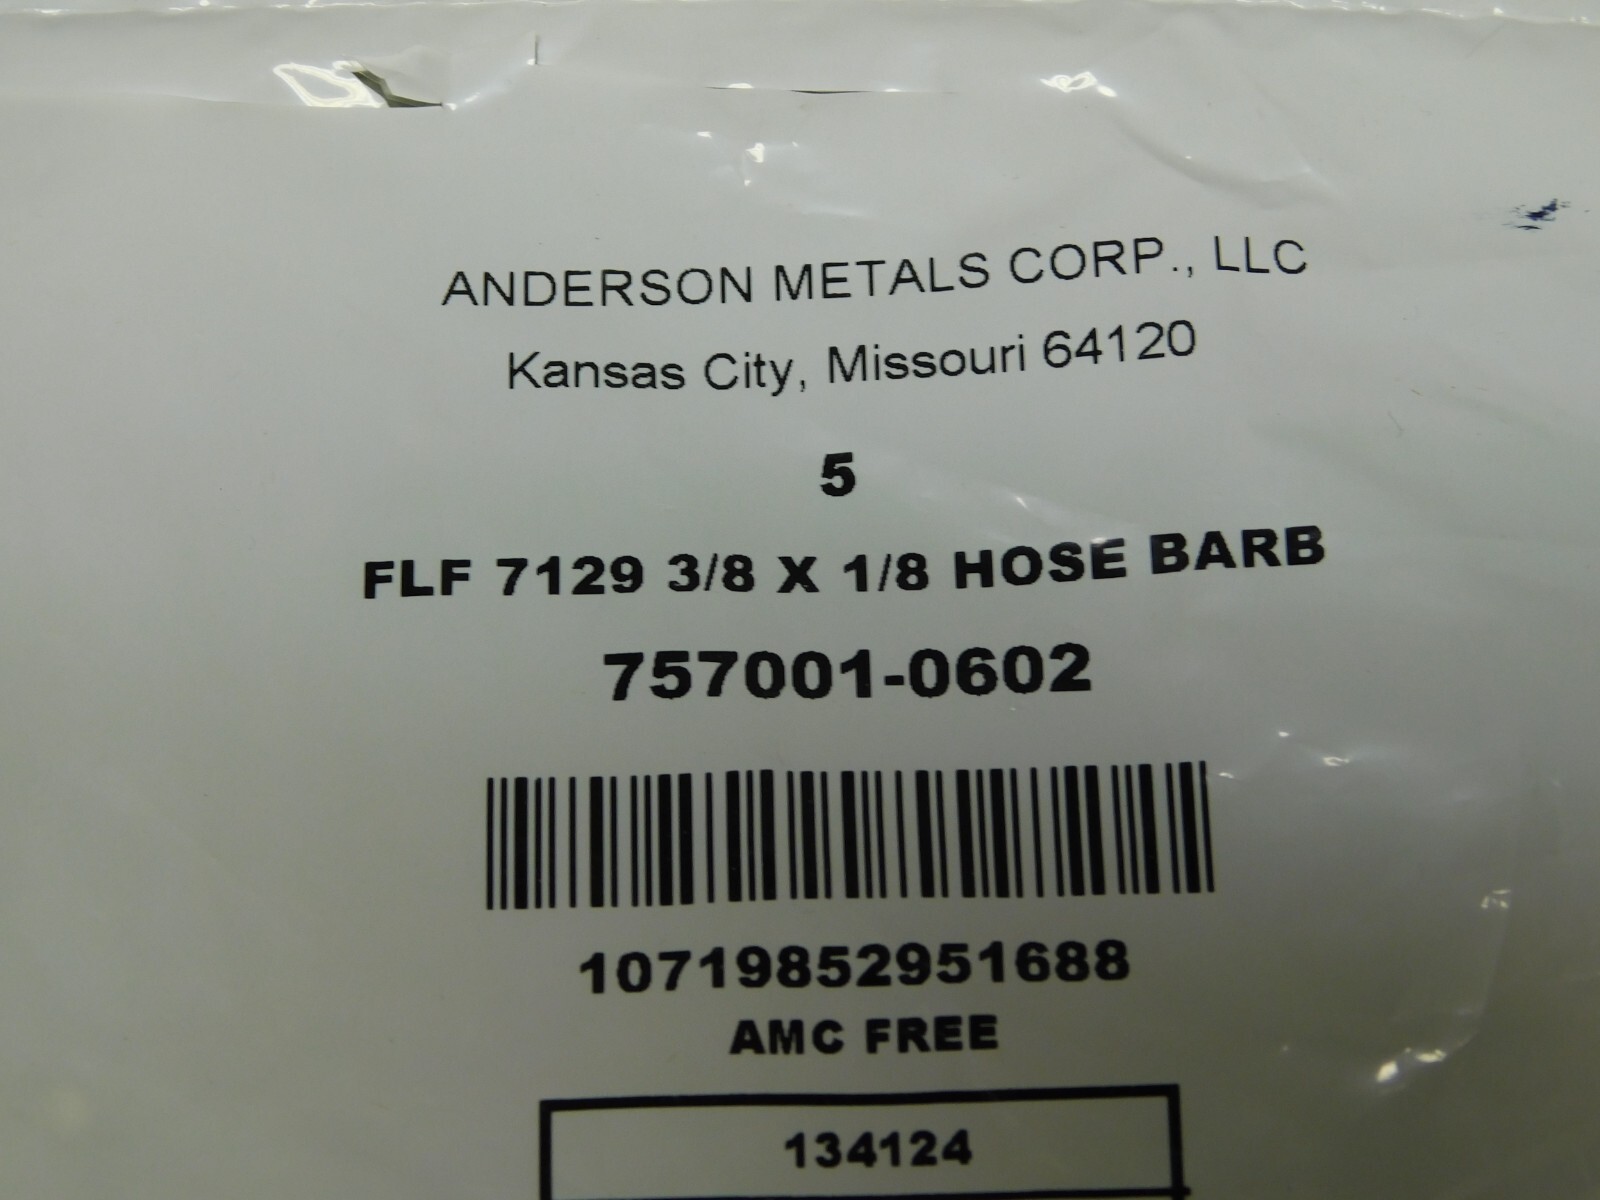 ANDERSON METALS CORP., LLC
Kansas City, Missouri 64120
5
FLF 7129 3/8 X 1/8 HOSE BARB
757001-0602
10719852951688
AMC FREE
134124